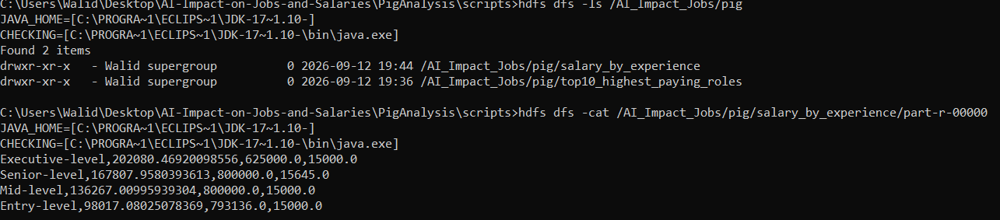 C:\Users\Walid\Desktop\AI-Impact-on-Jobs-and-Salaries\PigAnalysis\scripts>hdfs dfs -ls /AI_Impact_Jobs/pig
JAVA_HOME=[C:\PROGRA~1\ECLIPS~1\JDK-17~1.10-]
CHECKING=[C:\PROGRA~1\ECLIPS~1\JDK-17~1.10-\bin\java.exe]
Found 2 items
drwxr-xr-x   - Walid supergroup          0 2026-09-12 19:44 /AI_Impact_Jobs/pig/salary_by_experience
drwxr-xr-x   - Walid supergroup          0 2026-09-12 19:36 /AI_Impact_Jobs/pig/top10_highest_paying_roles
C:\Users\Walid\Desktop\AI-Impact-on-Jobs-and-Salaries\PigAnalysis\scripts>hdfs dfs -cat /AI_Impact_Jobs/pig/salary_by_experience/part-r-00000
JAVA_HOME=[C:\PROGRA~1\ECLIPS~1\JDK-17~1.10-]
CHECKING=[C:\PROGRA~1\ECLIPS~1\JDK-17~1.10-\bin\java.exe]
Executive-level,202080.46920098556,625000.0,15000.0
Senior-level,167807.9580393613,800000.0,15645.0
Mid-level,136267.00995939304,800000.0,15000.0
Entry-level,98017.08025078369,793136.0,15000.0